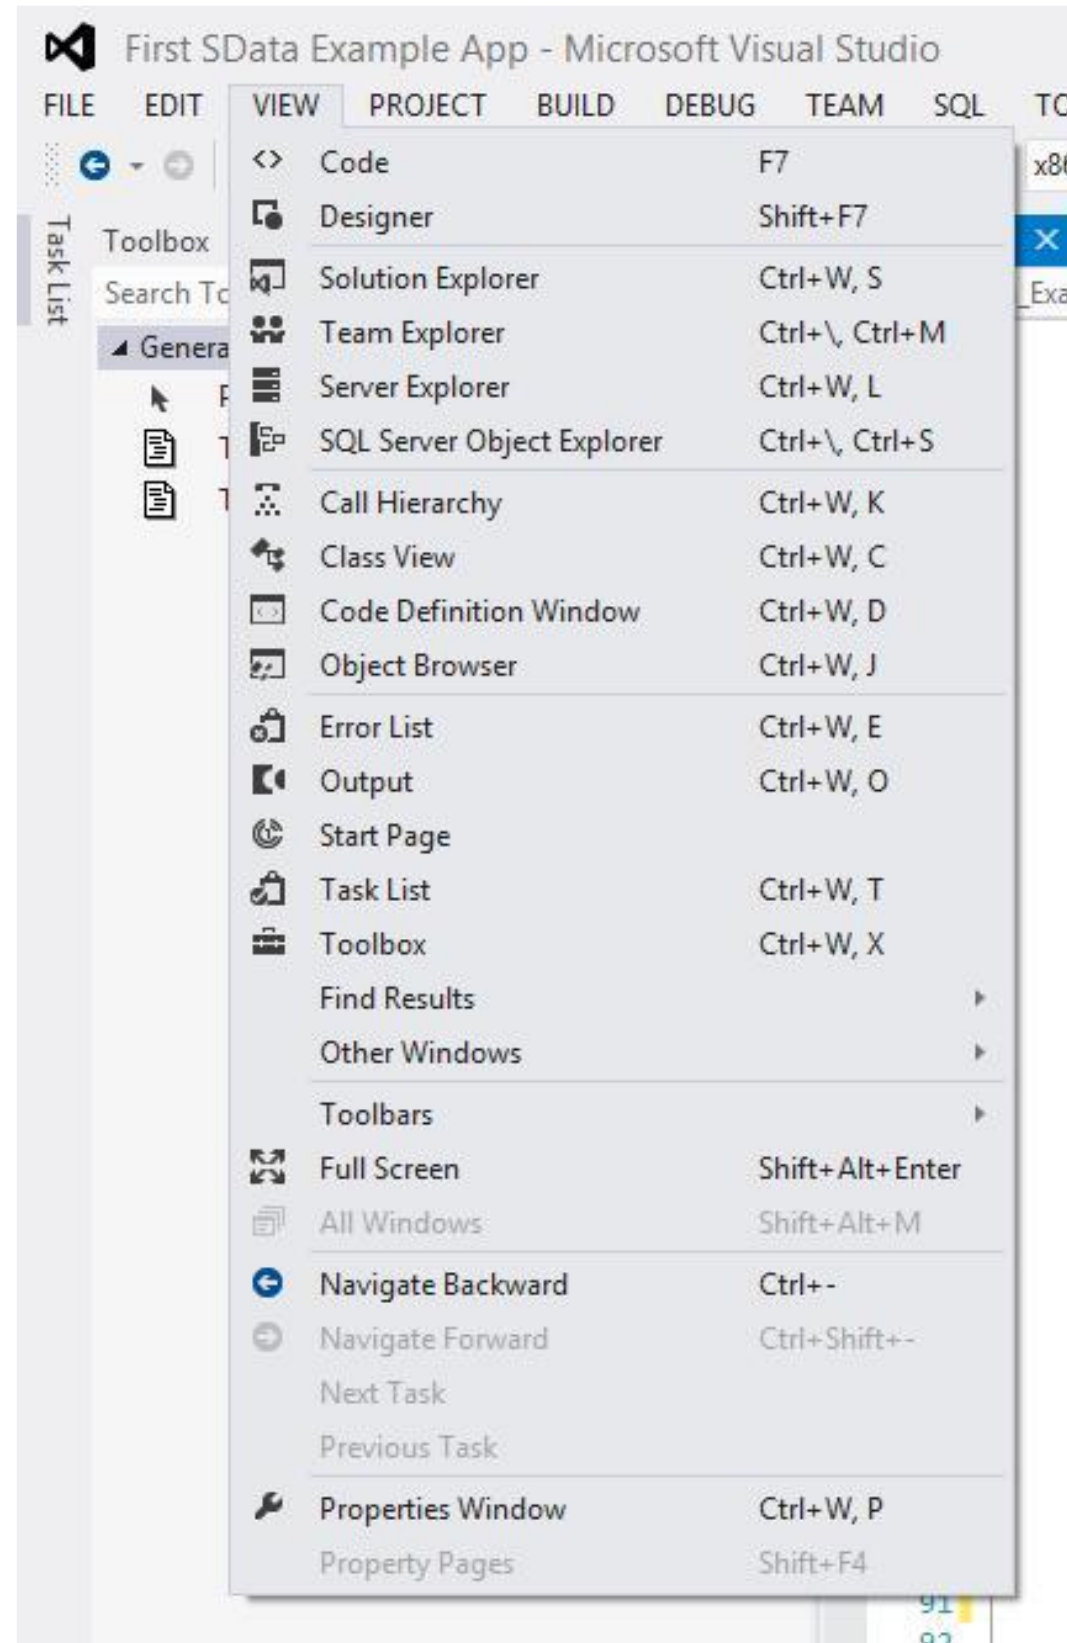 First SData Example App - Microsoft Visual Studio
FILE EDIT VIEW PROJECT BUILD DEBUG TEAM SQL
Task List
Toolbox
Search
Code F7
Designer Shift+F7
Solution Explorer Ctrl+W, S
Team Explorer Ctrl+\, Ctrl+M
Server Explorer Ctrl+W, L
SQL Server Object Explorer Ctrl+\, Ctrl+S
Call Hierarchy Ctrl+W, K
Class View Ctrl+W, C
Code Definition Window Ctrl+W, D
Object Browser Ctrl+W, J
Error List Ctrl+W, E
Output Ctrl+W, O
Start Page
Task List Ctrl+W, T
Toolbox Ctrl+W, X
Find Results
Other Windows
Toolbars
Full Screen Shift+Alt+Enter
All Windows Shift+Alt+M
Navigate Backward Ctrl+-
Navigate Forward Ctrl+Shift+-
Next Task
Previous Task
Properties Window Ctrl+W, P
Property Pages Shift+F4
91